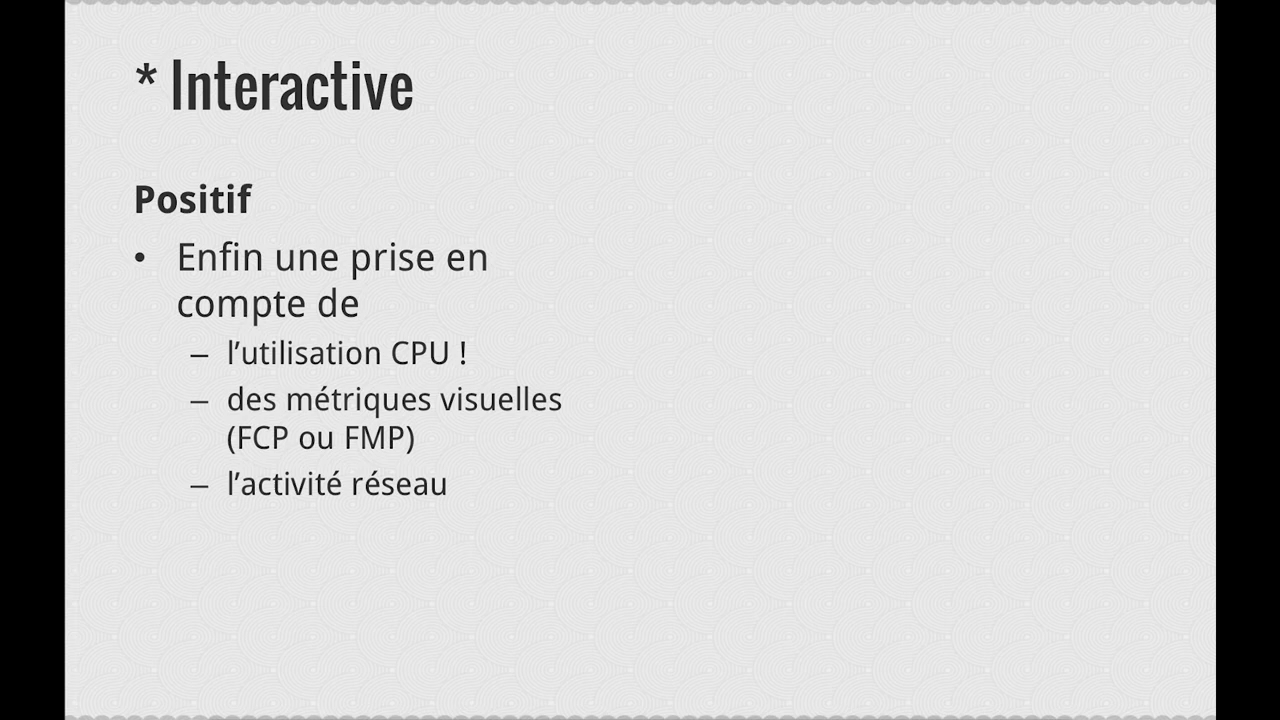 * Interactive
Positif
• Enfin une prise en
compte de
– l’utilisation CPU !
– des métriques visuelles
(FCP ou FMP)
– l’activité réseau